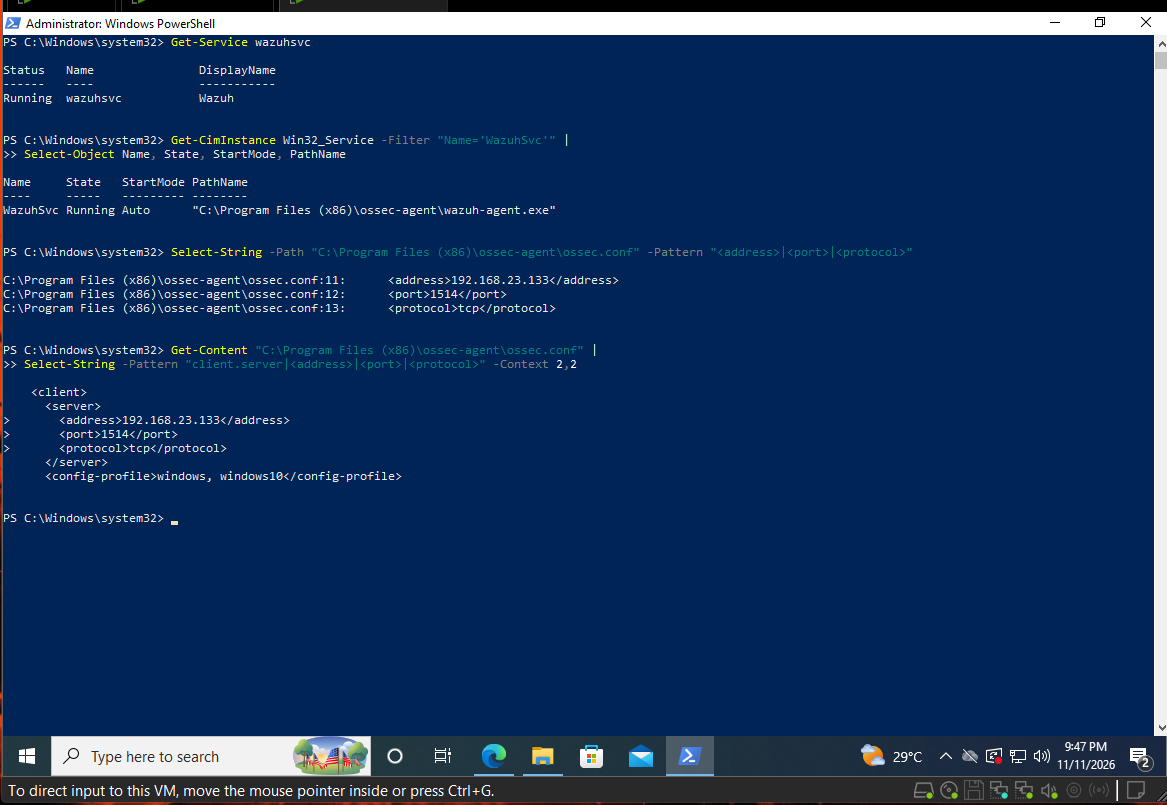 Administrator: Windows PowerShell
PS C:\Windows\system32> Get-Service wazuhsvc
Status   Name               DisplayName
------   ----               -----------
Running  wazuhsvc           Wazuh
PS C:\Windows\system32> Get-CimInstance Win32_Service -Filter "Name='WazuhSvc'" |
>> Select-Object Name, State, StartMode, PathName
Name     State   StartMode PathName
----     -----   --------- --------
WazuhSvc Running Auto      "C:\Program Files (x86)\ossec-agent\wazuh-agent.exe"
PS C:\Windows\system32> Select-String -Path "C:\Program Files (x86)\ossec-agent\ossec.conf" -Pattern "<address>|<port>|<protocol>"
C:\Program Files (x86)\ossec-agent\ossec.conf:11:      <address>192.168.23.133</address>
C:\Program Files (x86)\ossec-agent\ossec.conf:12:      <port>1514</port>
C:\Program Files (x86)\ossec-agent\ossec.conf:13:      <protocol>tcp</protocol>
PS C:\Windows\system32> Get-Content "C:\Program Files (x86)\ossec-agent\ossec.conf" |
>> Select-String -Pattern "client.server|<address>|<port>|<protocol>" -Context 2,2
    <client>
      <server>
>       <address>192.168.23.133</address>
>       <port>1514</port>
>       <protocol>tcp</protocol>
      </server>
      <config-profile>windows, windows10</config-profile>
PS C:\Windows\system32>
Type here to search
29°C
9:47 PM
11/11/2026
2
To direct input to this VM, move the mouse pointer inside or press Ctrl+G.